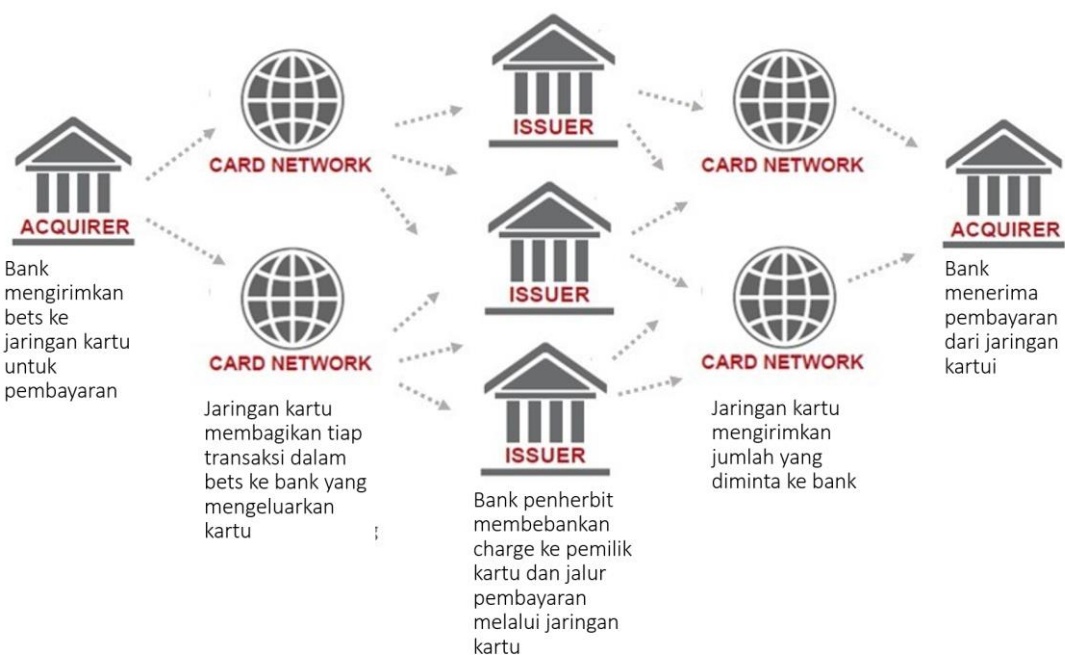 ACQUIRER
Bank
mengirimkan
bets ke
jaringan kartu
untuk
pembayaran
CARD NETWORK
CARD NETWORK
Jaringan kartu
membagikan tiap
transaksi dalam
bets ke bank yang
mengeluarkan
kartu
ISSUER
ISSUER
ISSUER
Bank penherbit
membebankan
charge ke pemilik
kartu dan jalur
pembayaran
melalui jaringan
kartu
CARD NETWORK
CARD NETWORK
Jaringan kartu
mengirimkan
jumlah yang
diminta ke bank
ACQUIRER
Bank
menerima
pembayaran
dari jaringan
kartui